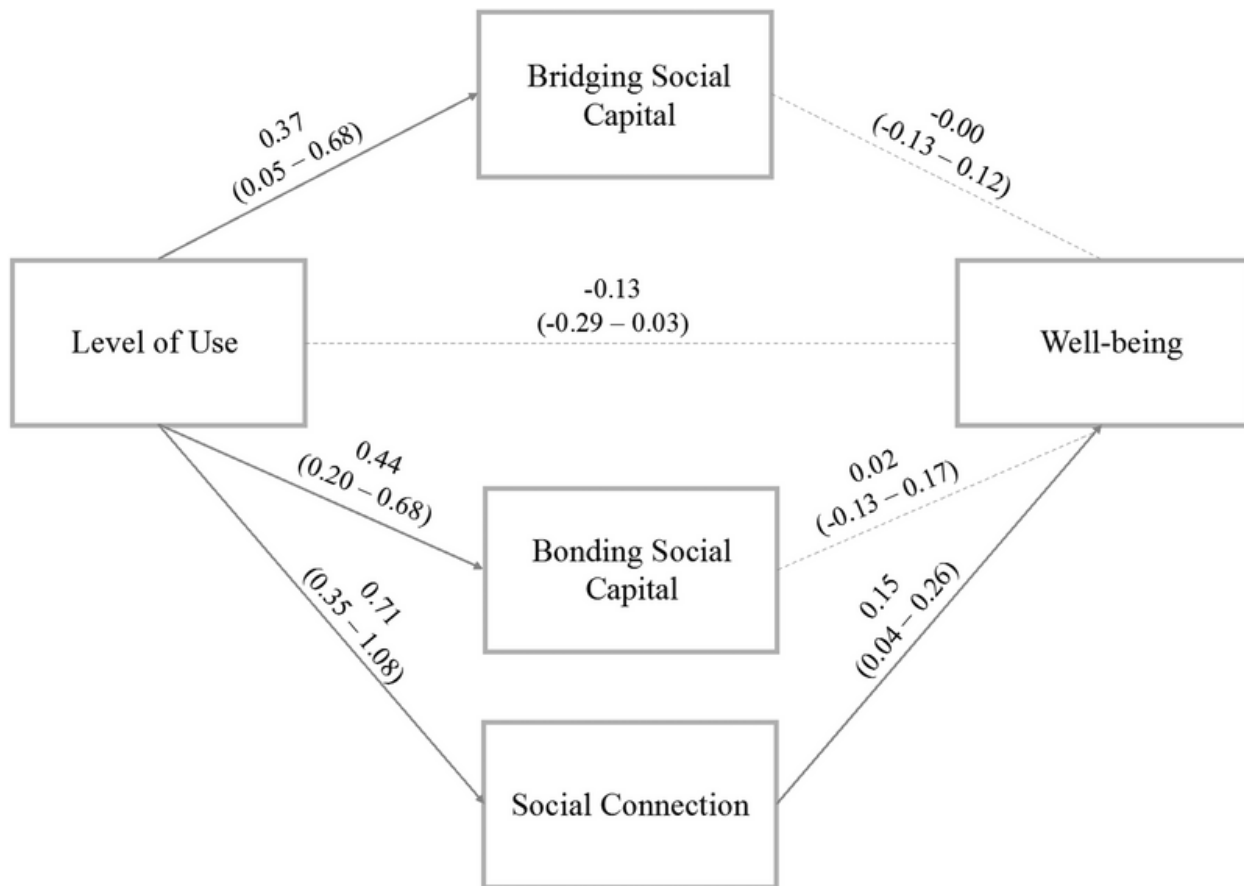 Bridging Social
Capital
0.37
(0.05 – 0.68)
-0.00
(-0.13 – 0.12)
Level of Use
-0.13
(-0.29 – 0.03)
Well-being
0.44
(0.20 – 0.68)
0.02
(-0.13 – 0.17)
Bonding Social
Capital
0.71
(0.35 – 1.08)
0.15
(0.04 – 0.26)
Social Connection